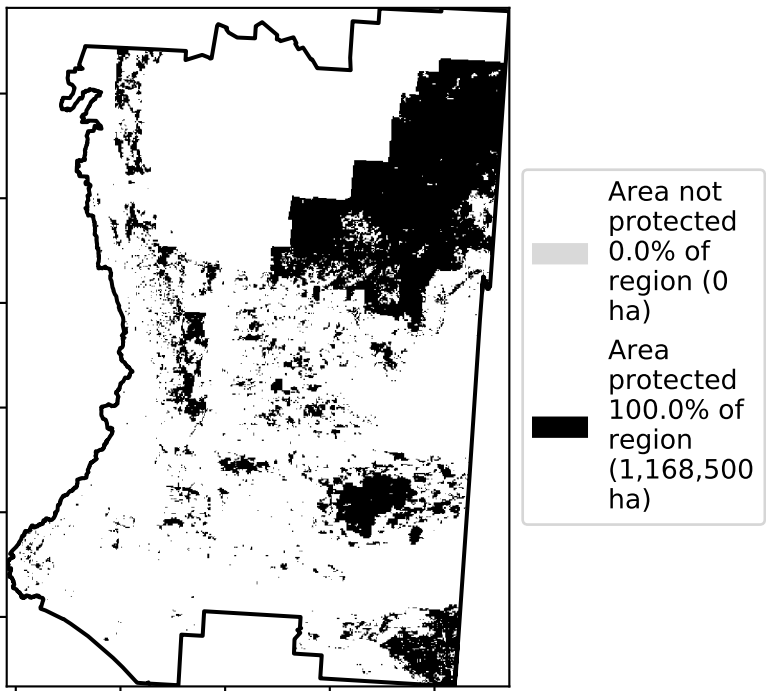 Area not
protected
0.0% of
region (0
ha)
Area
protected
100.0% of
region
(1,168,500
ha)